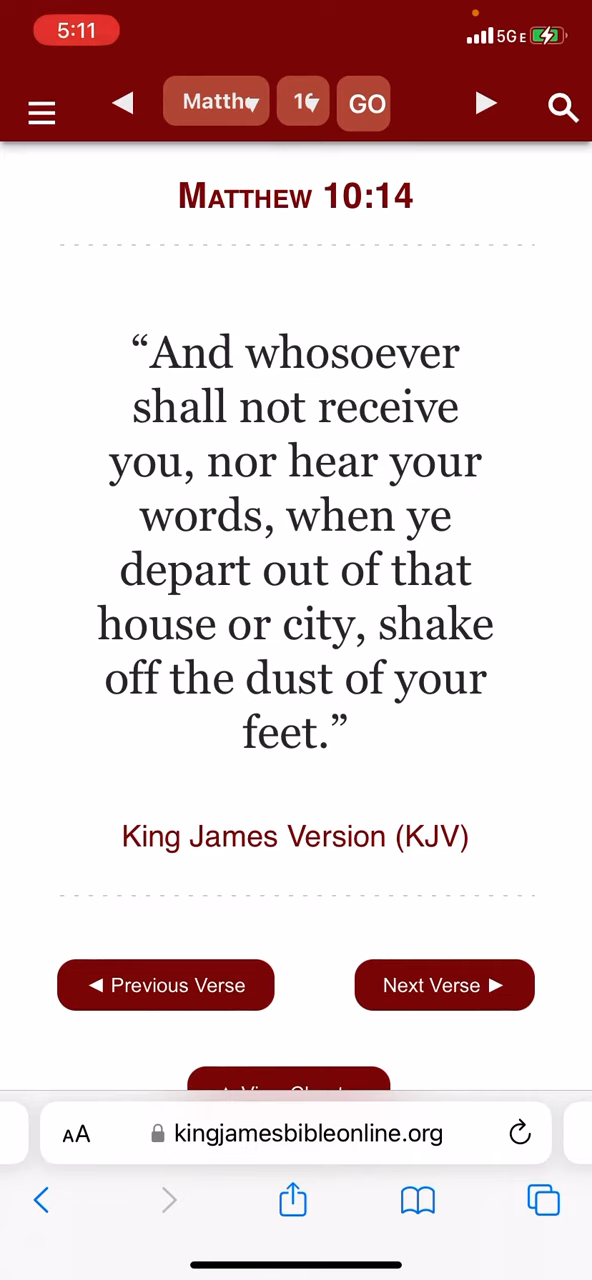 5:11
5GE
Matth
GO
MATTHEW 10:14
“And whosoever
shall not receive
you, nor hear your
words, when ye
depart out of that
house or city, shake
off the dust of your
feet.”
King James Version (KJV)
◄ Previous Verse
Next Verse ►
AA
kingjamesbibleonline.org